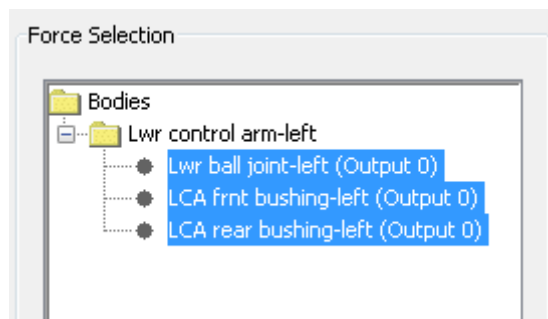 Force Selection
Bodies
Lwr control arm-left
Lwr ball joint-left (Output 0)
LCA frnt bushing-left (Output 0)
LCA rear bushing-left (Output 0)